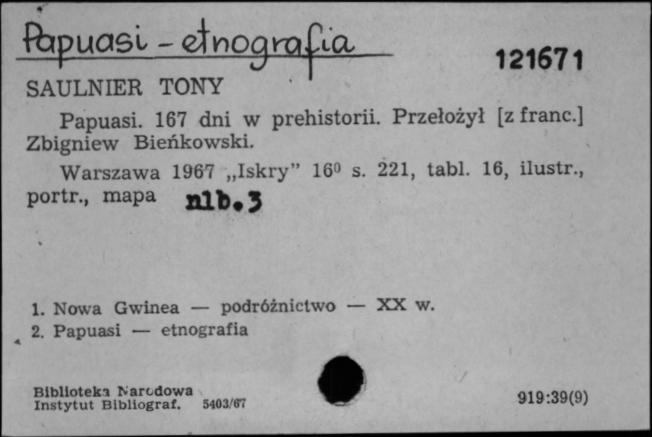 Papuasi - etnografia
121671
SAULNIER TONY
Papuasi. 167 dni w prehistorii. Przełożył [z franc.]
Zbigniew Bieńkowski.
Warszawa 1967 „Iskry” 16⁰ s. 221, tabl. 16, ilustr.,
portr., mapa nlb. 3
1. Nowa Gwinea — podróżnictwo — XX w.
2. Papuasi — etnografia
Biblioteka Narodowa
Instytut Bibliograf. 5403/67
919:39(9)